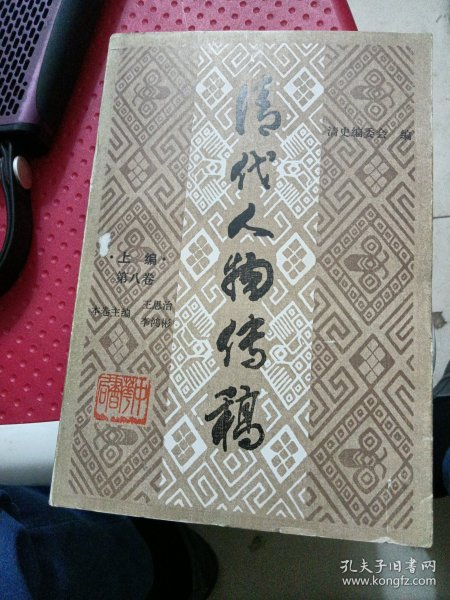 清代人物传稿
清史编委会 编
·上编·
第八卷
本卷主编 王思治
李鸿彬
中华书局
孔夫子旧书网
www.kongfz.com